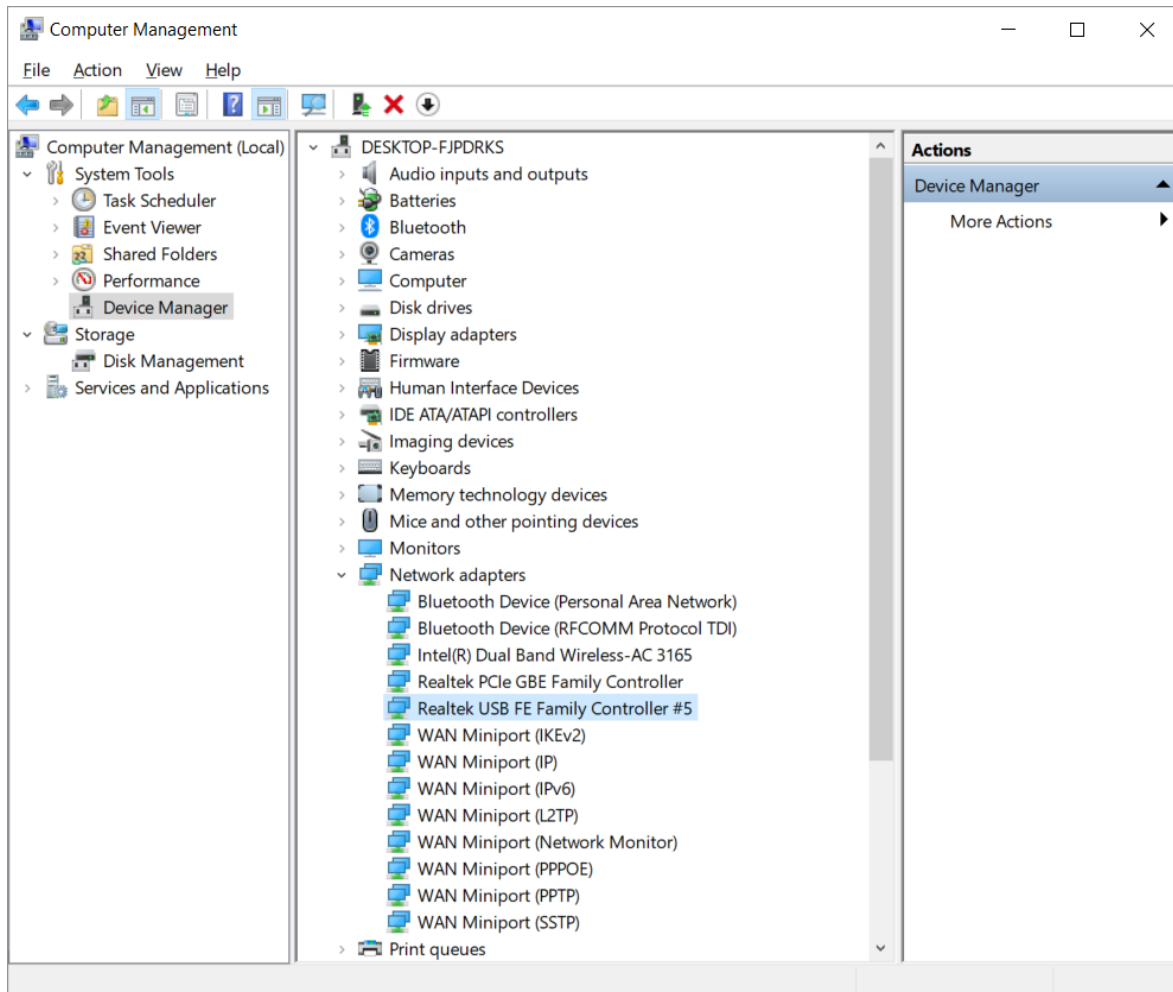 Computer Management
File Action View Help
Computer Management (Local)
System Tools
Task Scheduler
Event Viewer
Shared Folders
Performance
Device Manager
Storage
Disk Management
Services and Applications
DESKTOP-FJPDRKS
Audio inputs and outputs
Batteries
Bluetooth
Cameras
Computer
Disk drives
Display adapters
Firmware
Human Interface Devices
IDE ATA/ATAPI controllers
Imaging devices
Keyboards
Memory technology devices
Mice and other pointing devices
Monitors
Network adapters
Bluetooth Device (Personal Area Network)
Bluetooth Device (RFCOMM Protocol TDI)
Intel(R) Dual Band Wireless-AC 3165
Realtek PCIe GBE Family Controller
Realtek USB FE Family Controller #5
WAN Miniport (IKEv2)
WAN Miniport (IP)
WAN Miniport (IPv6)
WAN Miniport (L2TP)
WAN Miniport (Network Monitor)
WAN Miniport (PPPOE)
WAN Miniport (PPTP)
WAN Miniport (SSTP)
Print queues
Actions
Device Manager
More Actions